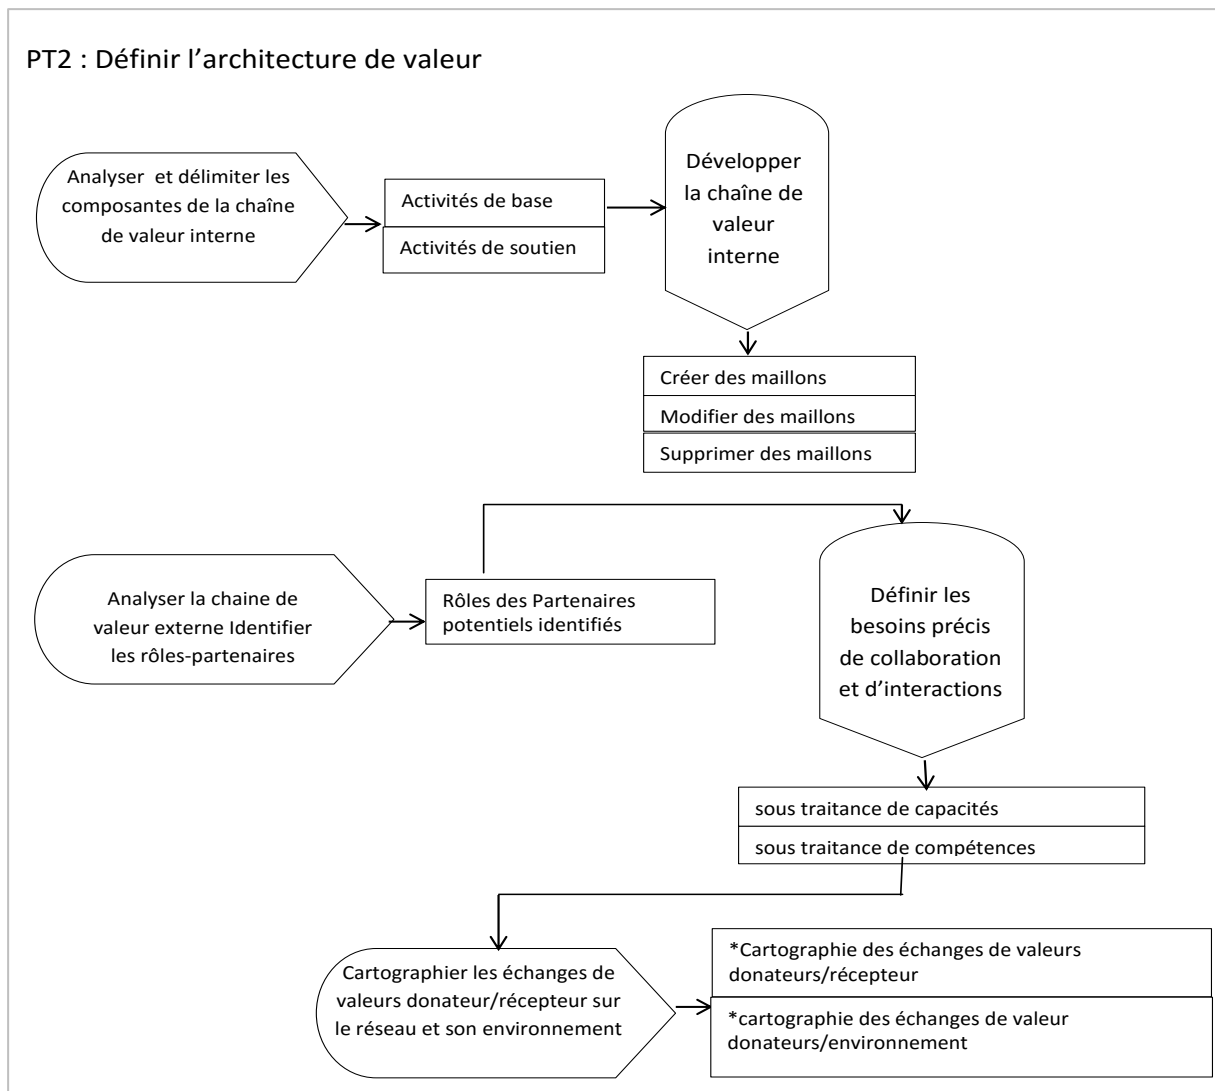 PT2 : Définir l’architecture de valeur
Analyser et délimiter les
composantes de la chaîne
de valeur interne
Activités de base
Activités de soutien
Développer
la chaîne de
valeur
interne
Créer des maillons
Modifier des maillons
Supprimer des maillons
Analyser la chaine de
valeur externe Identifier
les rôles-partenaires
Rôles des Partenaires
potentiels identifiés
Définir les
besoins précis
de collaboration
et d’interactions
sous traitance de capacités
sous traitance de compétences
Cartographier les échanges de
valeurs donateur/récepteur sur
le réseau et son environnement
*Cartographie des échanges de valeurs
donateurs/récepteur
*cartographie des échanges de valeur
donateurs/environnement